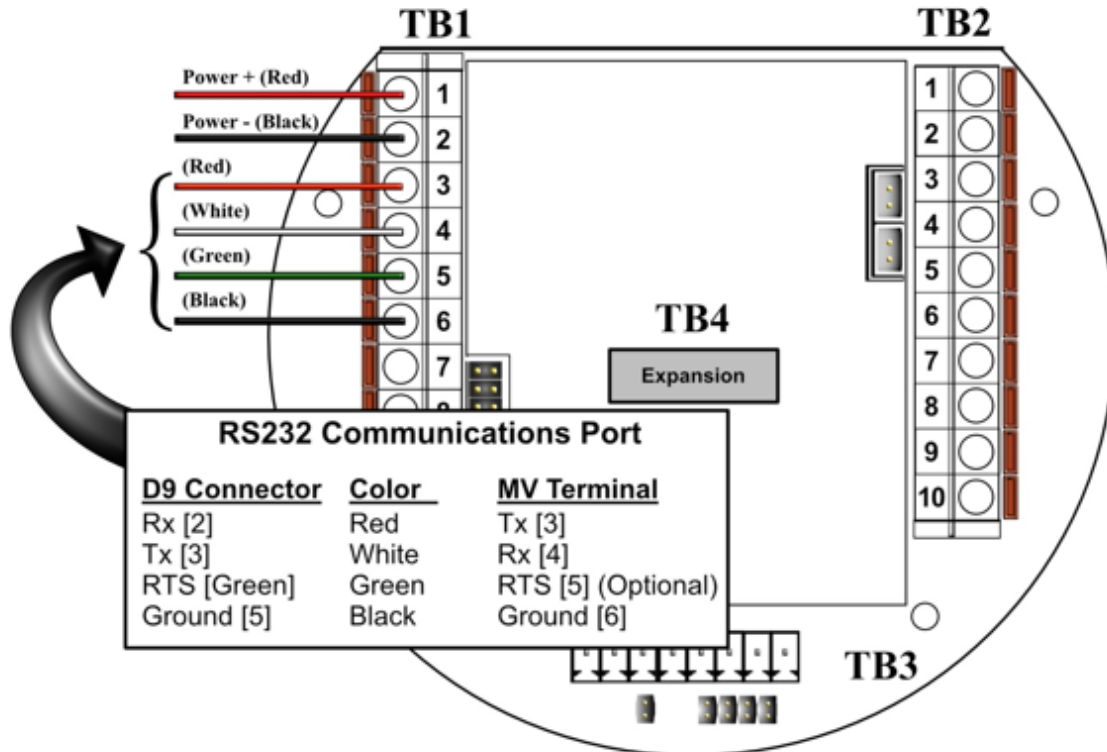 TB1
TB2
Power + (Red)
Power - (Black)
(Red)
(White)
(Green)
(Black)
1
2
3
4
5
6
7
1
2
3
4
5
6
7
8
9
10
TB4
Expansion
RS232 Communications Port
D9 Connector Color MV Terminal
Rx [2] Red Tx [3]
Tx [3] White Rx [4]
RTS [Green] Green RTS [5] (Optional)
Ground [5] Black Ground [6]
TB3